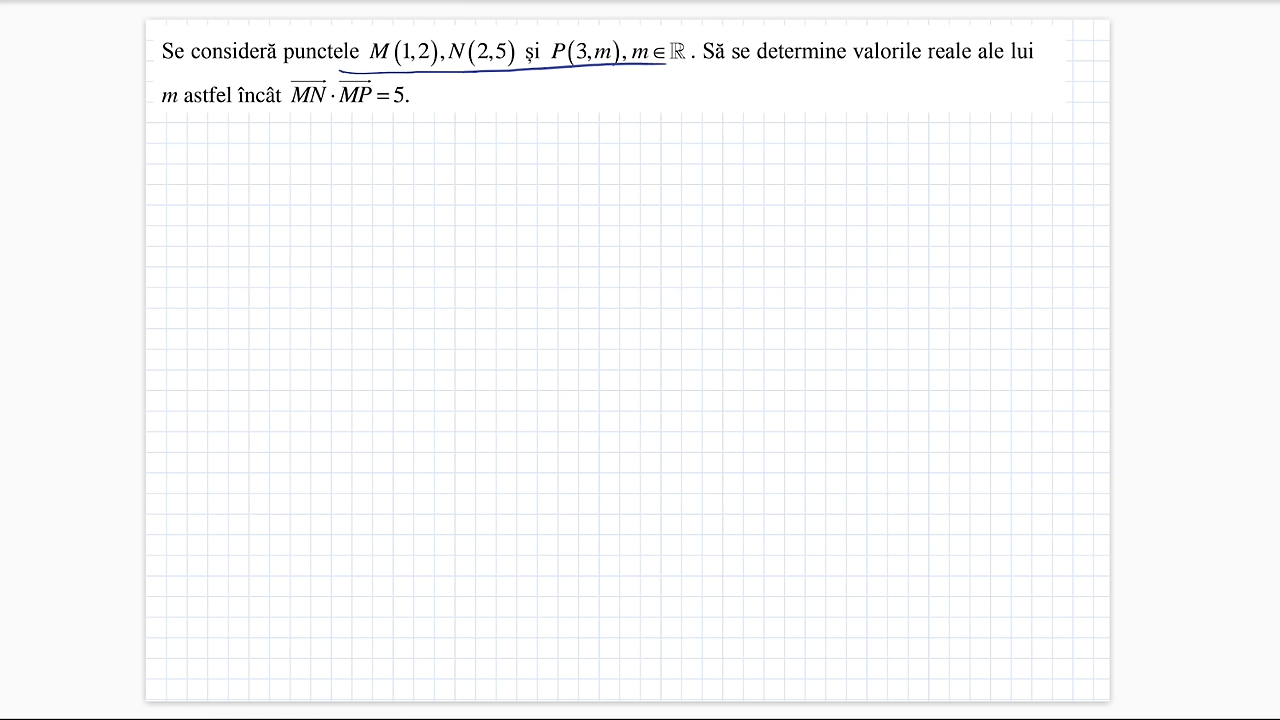 Se consideră punctele M(1,2), N(2,5) și P(3,m), m∈ℝ. Să se determine valorile reale ale lui
m astfel încât \overrightarrow{MN} · \overrightarrow{MP} = 5.